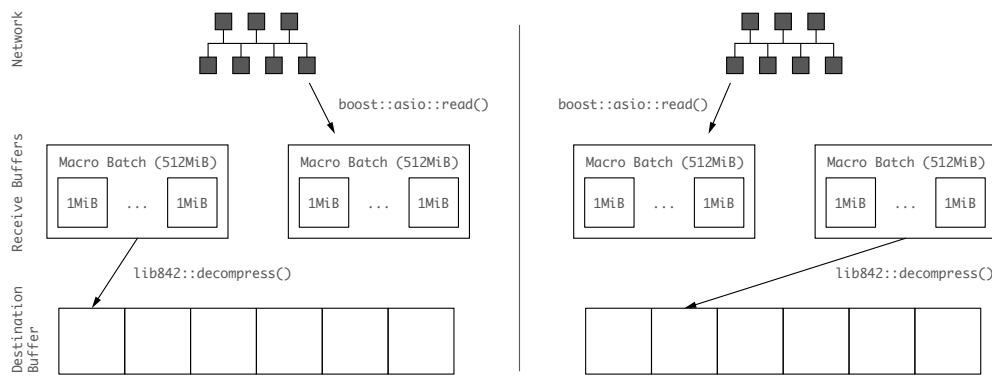 Network
boost::asio::read()
boost::asio::read()
Receive Buffers
Macro Batch (512MiB)
1MiB ... 1MiB
Macro Batch (512MiB)
1MiB ... 1MiB
Macro Batch (512MiB)
1MiB ... 1MiB
Macro Batch (512MiB)
1MiB ... 1MiB
lib842::decompress()
lib842::decompress()
Destination
Buffer